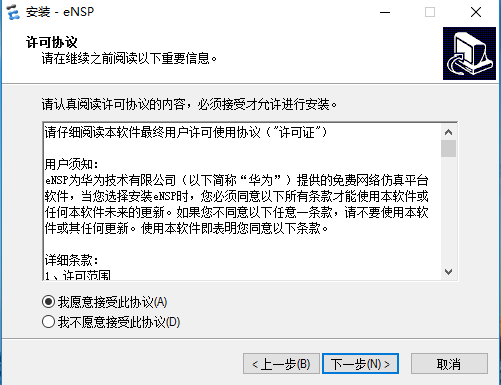 安装 - eNSP
许可协议
请在继续之前阅读以下重要信息。
请认真阅读许可协议的内容，必须接受才允许进行安装。
请仔细阅读本软件最终用户许可使用协议（"许可证"）
用户须知：
eNSP为华为技术有限公司（以下简称“华为”）提供的免费网络仿真平台
软件，当您选择安装eNSP时，您必须同意以下所有条款才能使用本软件或
任何本软件未来的更新。如果您不同意以下任意一条款，请不要使用本软
件或其任何更新。使用本软件即表明您同意以下条款。
详细条款：
1、许可范围
我愿意接受此协议(A)
我不愿意接受此协议(D)
< 上一步(B)
下一步(N) >
取消